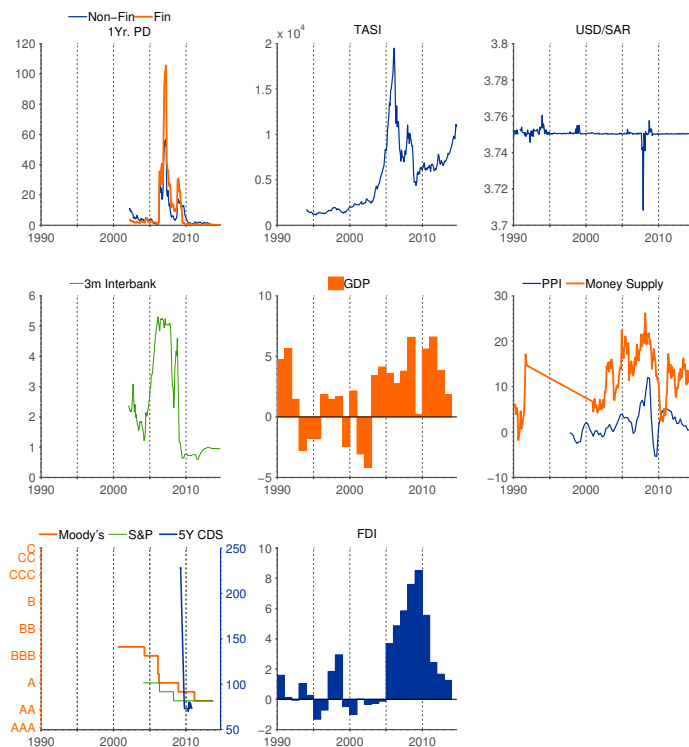 Non−Fin Fin
1Yr. PD
TASI
USD/SAR
120
100
80
60
40
20
0
1990 2000 2010
2 x 10^4
1.5
1
0.5
0
1990 2000 2010
3.8
3.78
3.76
3.74
3.72
3.7
1990 2000 2010
3m Interbank
GDP
PPI Money Supply
6
5
4
3
2
1
0
1990 2000 2010
10
5
0
−5
1990 2000 2010
30
20
10
0
−10
1990 2000 2010
Moody's S&P 5Y CDS
FDI
C
CC
CCC
B
BB
BBB
A
AA
AAA
250
200
150
100
50
1990 2000 2010
10
8
6
4
2
0
−2
1990 2000 2010